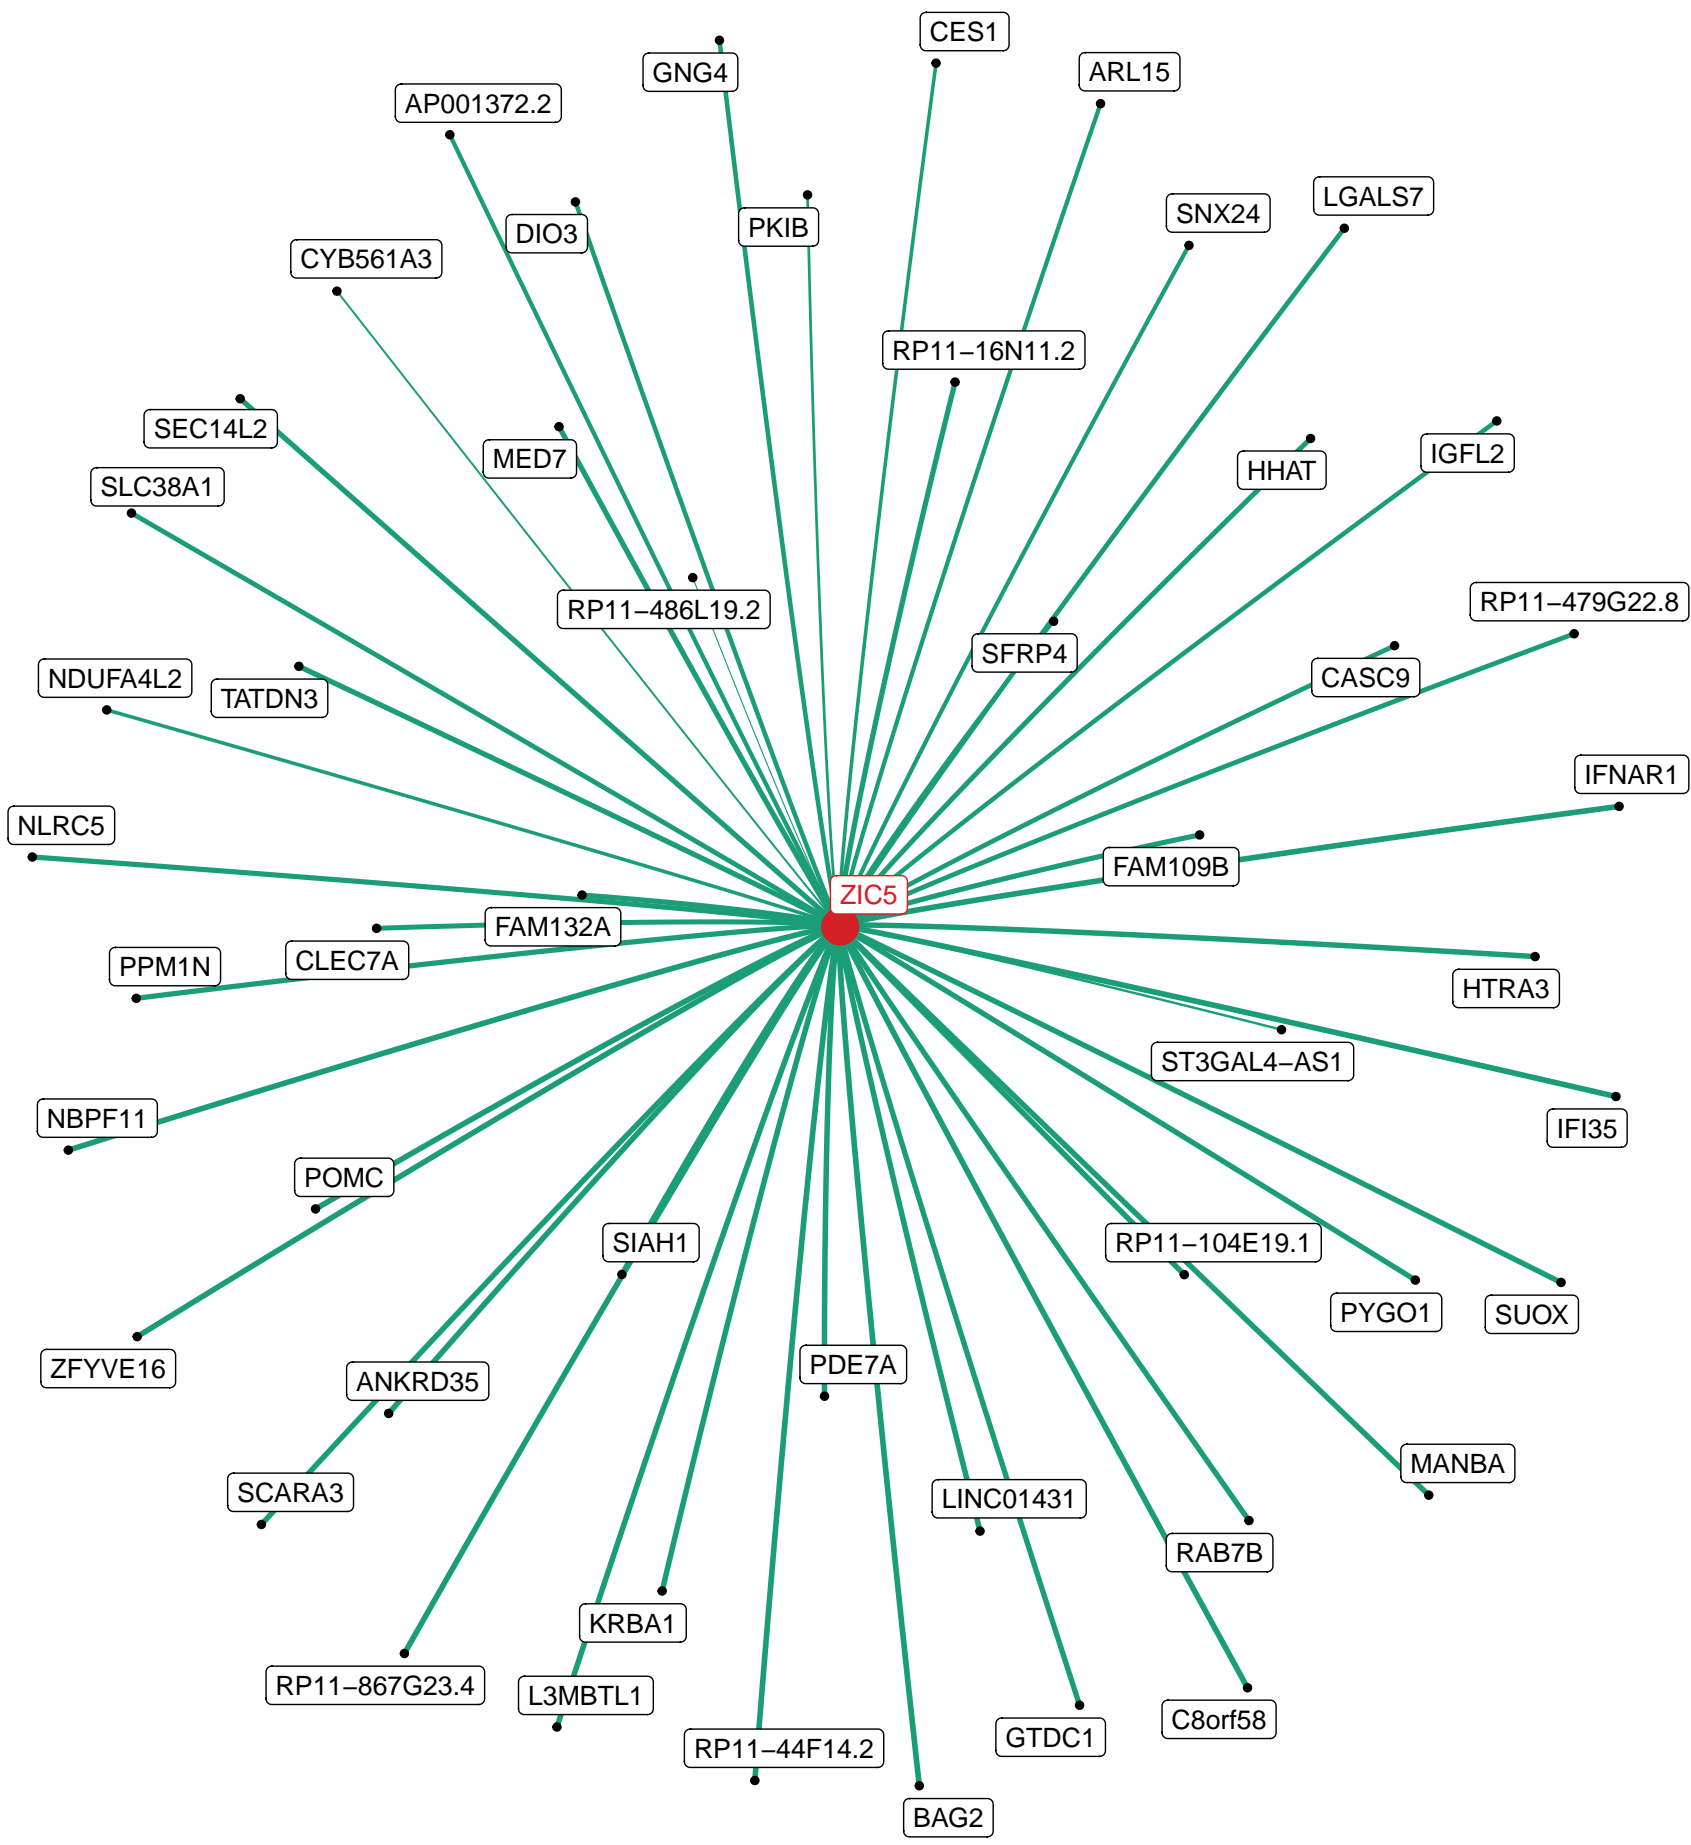 CES1
GNG4
ARL15
AP001372.2
LGALS7
SNX24
PKIB
DIO3
CYB561A3
RP11−16N11.2
SEC14L2
IGFL2
MED7
HHAT
SLC38A1
RP11−479G22.8
RP11−486L19.2
SFRP4
NDUFA4L2
CASC9
TATDN3
IFNAR1
NLRC5
FAM109B
ZIC5
FAM132A
CLEC7A
PPM1N
HTRA3
ST3GAL4−AS1
NBPF11
IFI35
POMC
SIAH1
RP11−104E19.1
PYGO1
SUOX
PDE7A
ZFYVE16
ANKRD35
MANBA
SCARA3
LINC01431
RAB7B
KRBA1
RP11−867G23.4
L3MBTL1
C8orf58
GTDC1
RP11−44F14.2
BAG2